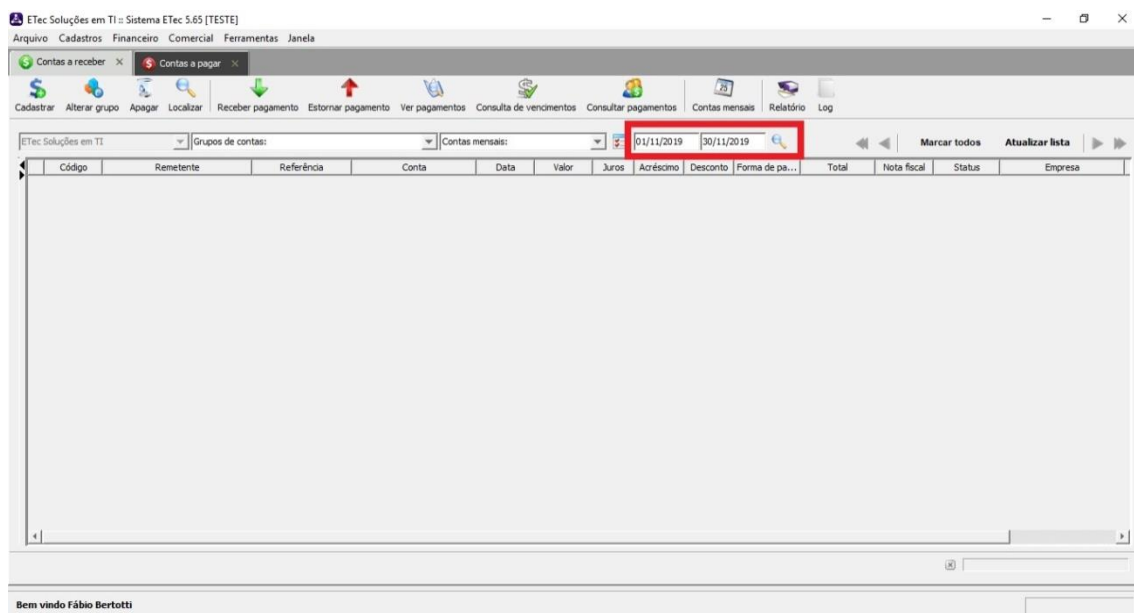 ETec Soluções em TI :: Sistema ETec 5.65 [TESTE]
Arquivo Cadastros Financeiro Comercial Ferramentas Janela
Contas a receber Contas a pagar
Cadastrar Alterar grupo Apagar Localizar Receber pagamento Estornar pagamento Ver pagamentos Consulta de vencimentos Consultar pagamentos Contas mensais Relatório Log
ETec Soluções em TI Grupos de contas: Contas mensais: 01/11/2019 30/11/2019 Marcar todos Atualizar lista
Código Remetente Referência Conta Data Valor Juros Acréscimo Desconto Forma de pa... Total Nota fiscal Status Empresa
Bem vindo Fábio Bertotti